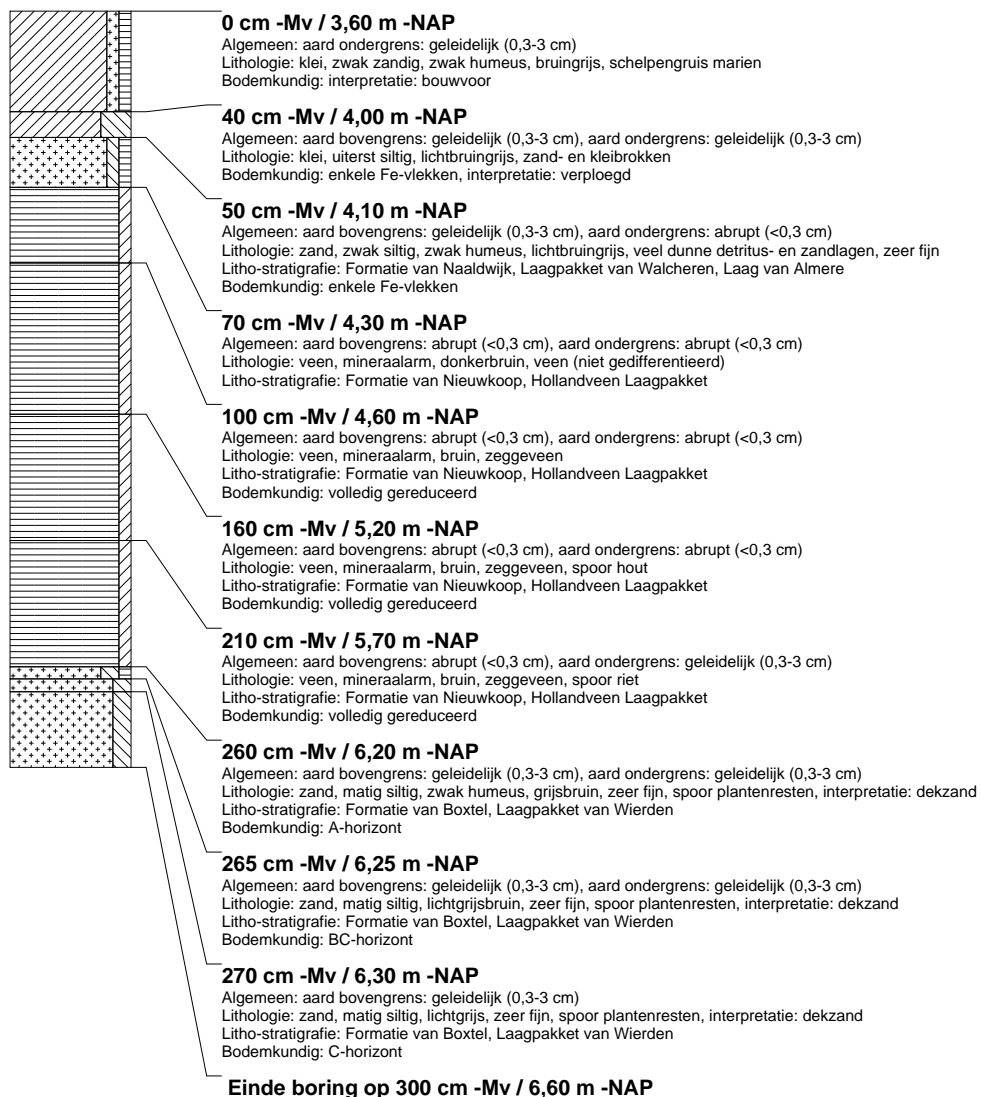 0 cm -Mv / 3,60 m -NAP
Algemeen: aard ondergrens: geleidelijk (0,3-3 cm)
Lithologie: klei, zwak zandig, zwak humeus, bruingrijs, schelpengruis marien
Bodemkundig: interpretatie: bouwvoor
40 cm -Mv / 4,00 m -NAP
Algemeen: aard bovengrens: geleidelijk (0,3-3 cm), aard ondergrens: geleidelijk (0,3-3 cm)
Lithologie: klei, uiterst siltig, lichtbruingrijs, zand- en kleibrokken
Bodemkundig: enkele Fe-vlekken, interpretatie: verploegd
50 cm -Mv / 4,10 m -NAP
Algemeen: aard bovengrens: geleidelijk (0,3-3 cm), aard ondergrens: abrupt (<0,3 cm)
Lithologie: zand, zwak siltig, zwak humeus, lichtbruingrijs, veel dunne detritus- en zandlagen, zeer fijn
Litho-stratigrafie: Formatie van Naaldwijk, Laagpakket van Walcheren, Laag van Almere
Bodemkundig: enkele Fe-vlekken
70 cm -Mv / 4,30 m -NAP
Algemeen: aard bovengrens: abrupt (<0,3 cm), aard ondergrens: abrupt (<0,3 cm)
Lithologie: veen, mineraalarm, donkerbruin, veen (niet gedifferentieerd)
Litho-stratigrafie: Formatie van Nieuwkoop, Hollandveen Laagpakket
100 cm -Mv / 4,60 m -NAP
Algemeen: aard bovengrens: abrupt (<0,3 cm), aard ondergrens: abrupt (<0,3 cm)
Lithologie: veen, mineraalarm, bruin, zeggeveen
Litho-stratigrafie: Formatie van Nieuwkoop, Hollandveen Laagpakket
Bodemkundig: volledig gereduceerd
160 cm -Mv / 5,20 m -NAP
Algemeen: aard bovengrens: abrupt (<0,3 cm), aard ondergrens: abrupt (<0,3 cm)
Lithologie: veen, mineraalarm, bruin, zeggeveen, spoor hout
Litho-stratigrafie: Formatie van Nieuwkoop, Hollandveen Laagpakket
Bodemkundig: volledig gereduceerd
210 cm -Mv / 5,70 m -NAP
Algemeen: aard bovengrens: abrupt (<0,3 cm), aard ondergrens: geleidelijk (0,3-3 cm)
Lithologie: veen, mineraalarm, bruin, zeggeveen, spoor riet
Litho-stratigrafie: Formatie van Nieuwkoop, Hollandveen Laagpakket
Bodemkundig: volledig gereduceerd
260 cm -Mv / 6,20 m -NAP
Algemeen: aard bovengrens: geleidelijk (0,3-3 cm), aard ondergrens: geleidelijk (0,3-3 cm)
Lithologie: zand, matig siltig, zwak humeus, grijsbruin, zeer fijn, spoor plantenresten, interpretatie: dekzand
Litho-stratigrafie: Formatie van Boxtel, Laagpakket van Wierden
Bodemkundig: A-horizont
265 cm -Mv / 6,25 m -NAP
Algemeen: aard bovengrens: geleidelijk (0,3-3 cm), aard ondergrens: geleidelijk (0,3-3 cm)
Lithologie: zand, matig siltig, lichtgrijsbruin, zeer fijn, spoor plantenresten, interpretatie: dekzand
Litho-stratigrafie: Formatie van Boxtel, Laagpakket van Wierden
Bodemkundig: BC-horizont
270 cm -Mv / 6,30 m -NAP
Algemeen: aard bovengrens: geleidelijk (0,3-3 cm)
Lithologie: zand, matig siltig, lichtgrijs, zeer fijn, spoor plantenresten, interpretatie: dekzand
Litho-stratigrafie: Formatie van Boxtel, Laagpakket van Wierden
Bodemkundig: C-horizont
Einde boring op 300 cm -Mv / 6,60 m -NAP